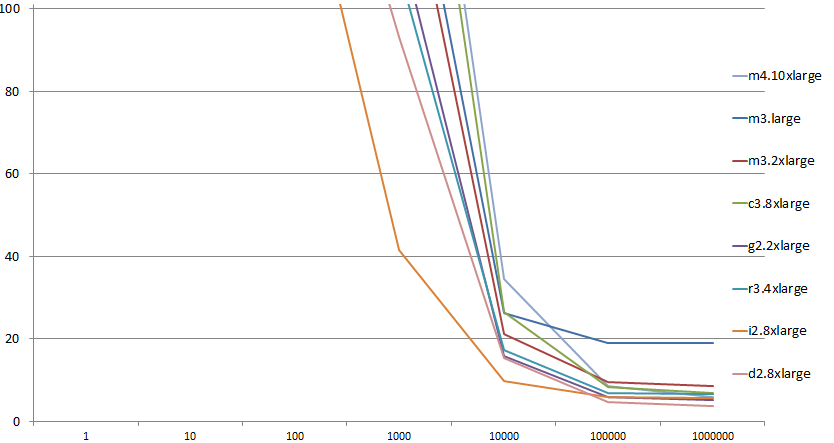 100
80
60
40
20
0
1 10 100 1000 10000 100000 1000000
m4.10xlarge
m3.large
m3.2xlarge
c3.8xlarge
g2.2xlarge
r3.4xlarge
i2.8xlarge
d2.8xlarge